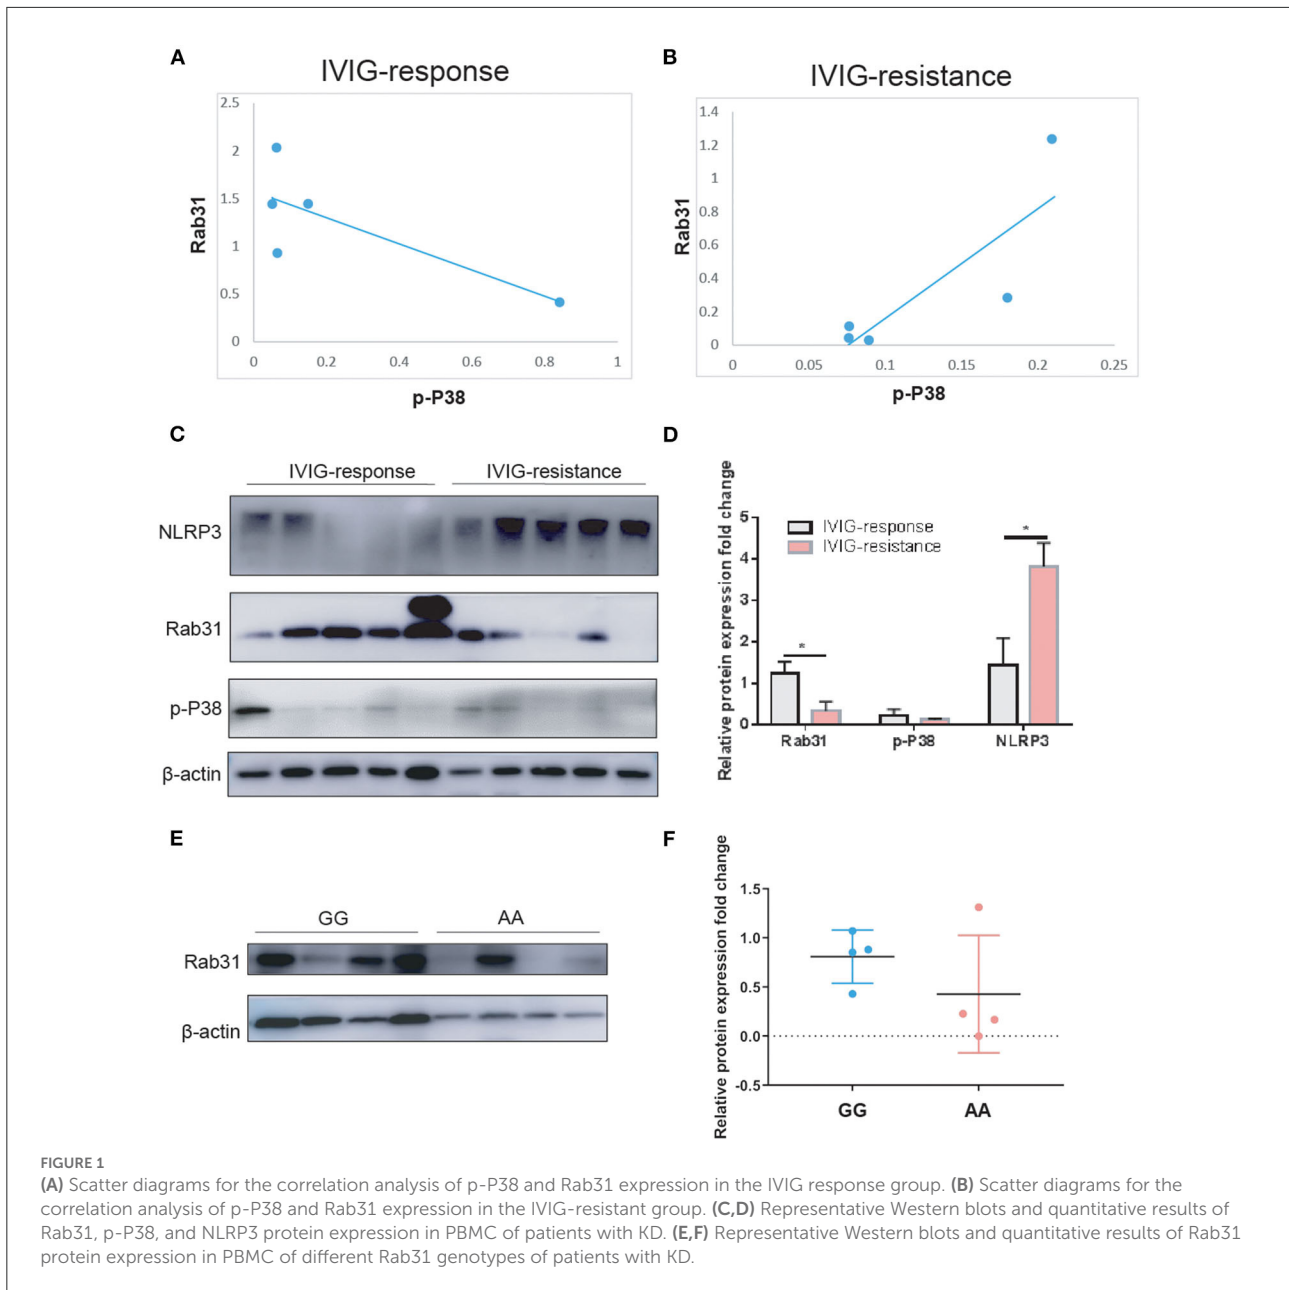 A
IVIG-response
2.5
2
1.5
1
0.5
0
0
0.2
0.4
0.6
0.8
1
Rab31
p-P38
B
IVIG-resistance
1.4
1.2
1
0.8
0.6
0.4
0.2
0
0
0.05
0.1
0.15
0.2
0.25
Rab31
p-P38
C
IVIG-response
IVIG-resistance
NLRP3
Rab31
p-P38
β-actin
D
Relative protein expression fold change
5
4
3
2
1
0
IVIG-response
IVIG-resistance
*
*
Rab31
p-P38
NLRP3
E
GG
AA
Rab31
β-actin
F
Relative protein expression fold change
1.5
1.0
0.5
0.0
-0.5
GG
AA
FIGURE 1
(A) Scatter diagrams for the correlation analysis of p-P38 and Rab31 expression in the IVIG response group. (B) Scatter diagrams for the
correlation analysis of p-P38 and Rab31 expression in the IVIG-resistant group. (C,D) Representative Western blots and quantitative results of
Rab31, p-P38, and NLRP3 protein expression in PBMC of patients with KD. (E,F) Representative Western blots and quantitative results of Rab31
protein expression in PBMC of different Rab31 genotypes of patients with KD.